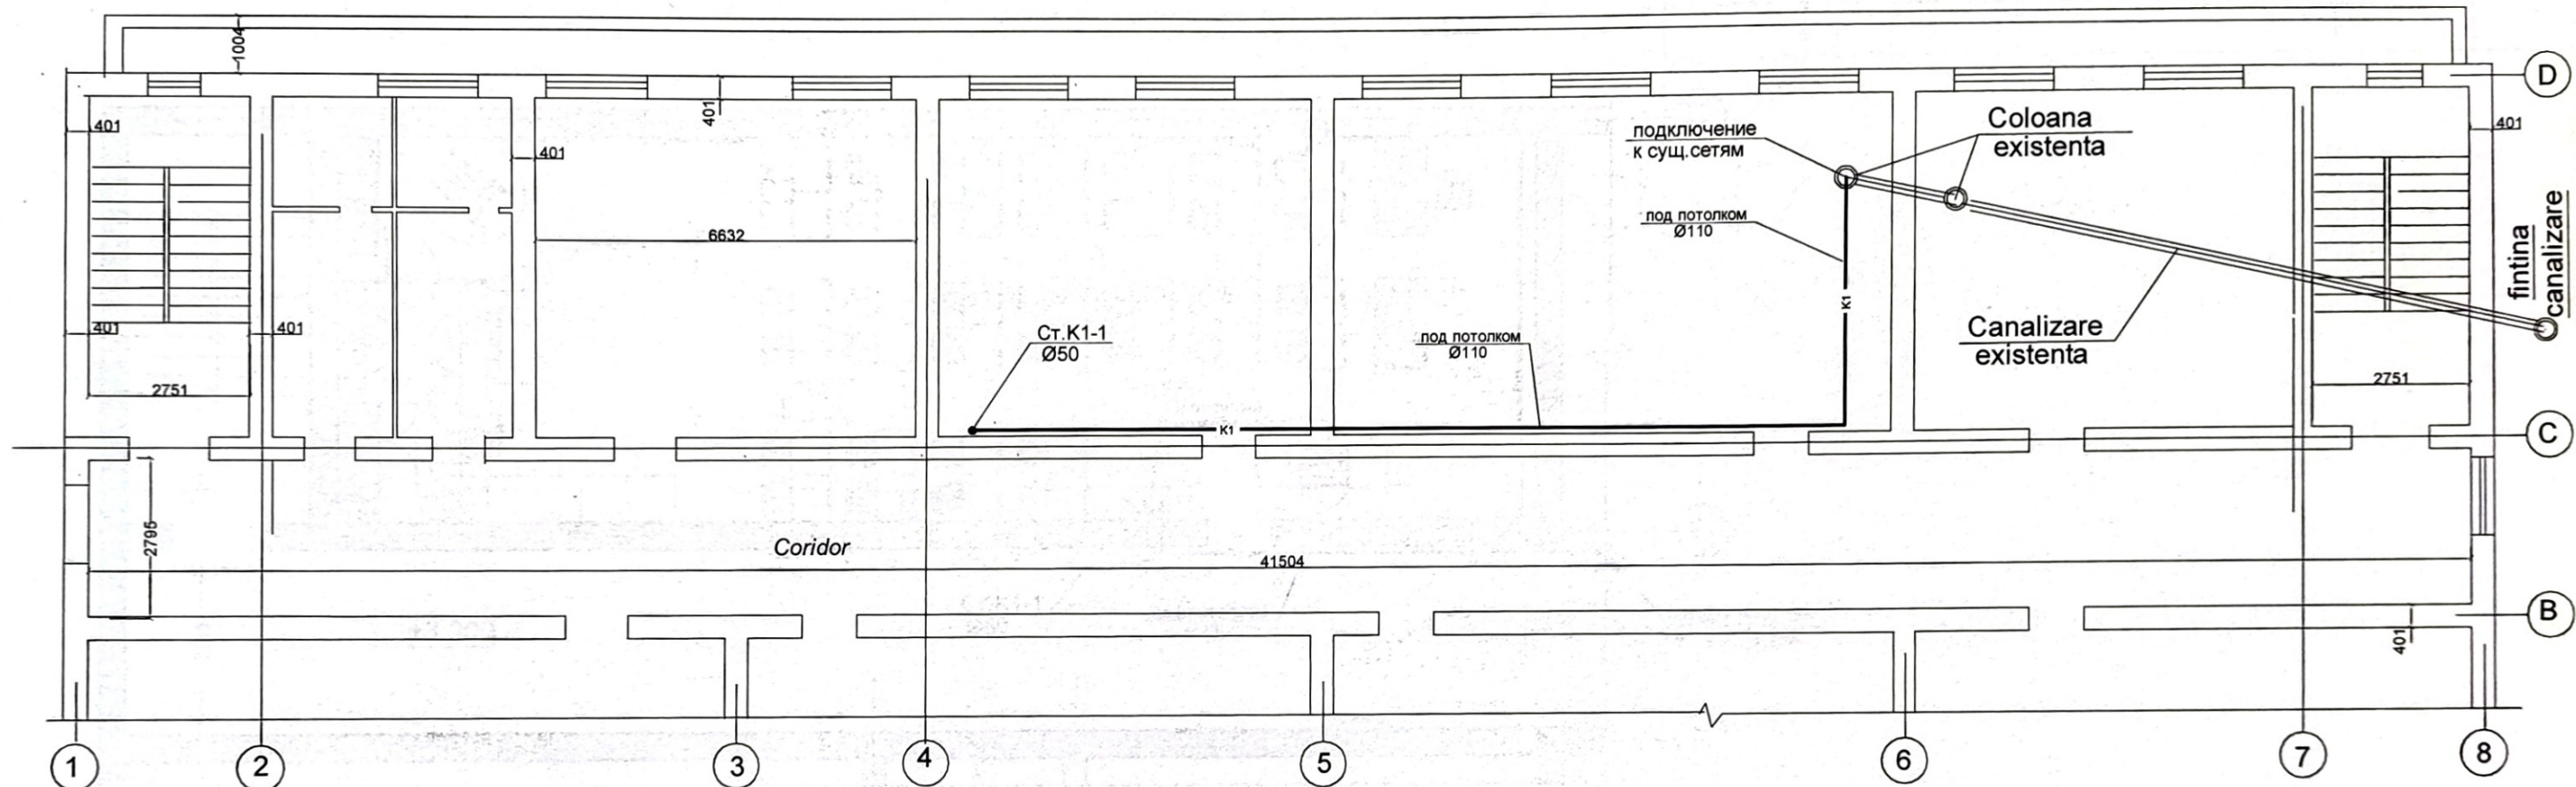 1004
D
401
401
401
401
подключение
к сущ.сетям
Coloana
existenta
6632
под потолком
Ø110
fintina
canalizare
K1
401
401
Ст.K1-1
Ø50
под потолком
Ø110
Canalizare
existenta
2751
2751
K1
C
2795
Coridor
41504
B
401
1
2
3
4
5
6
7
8